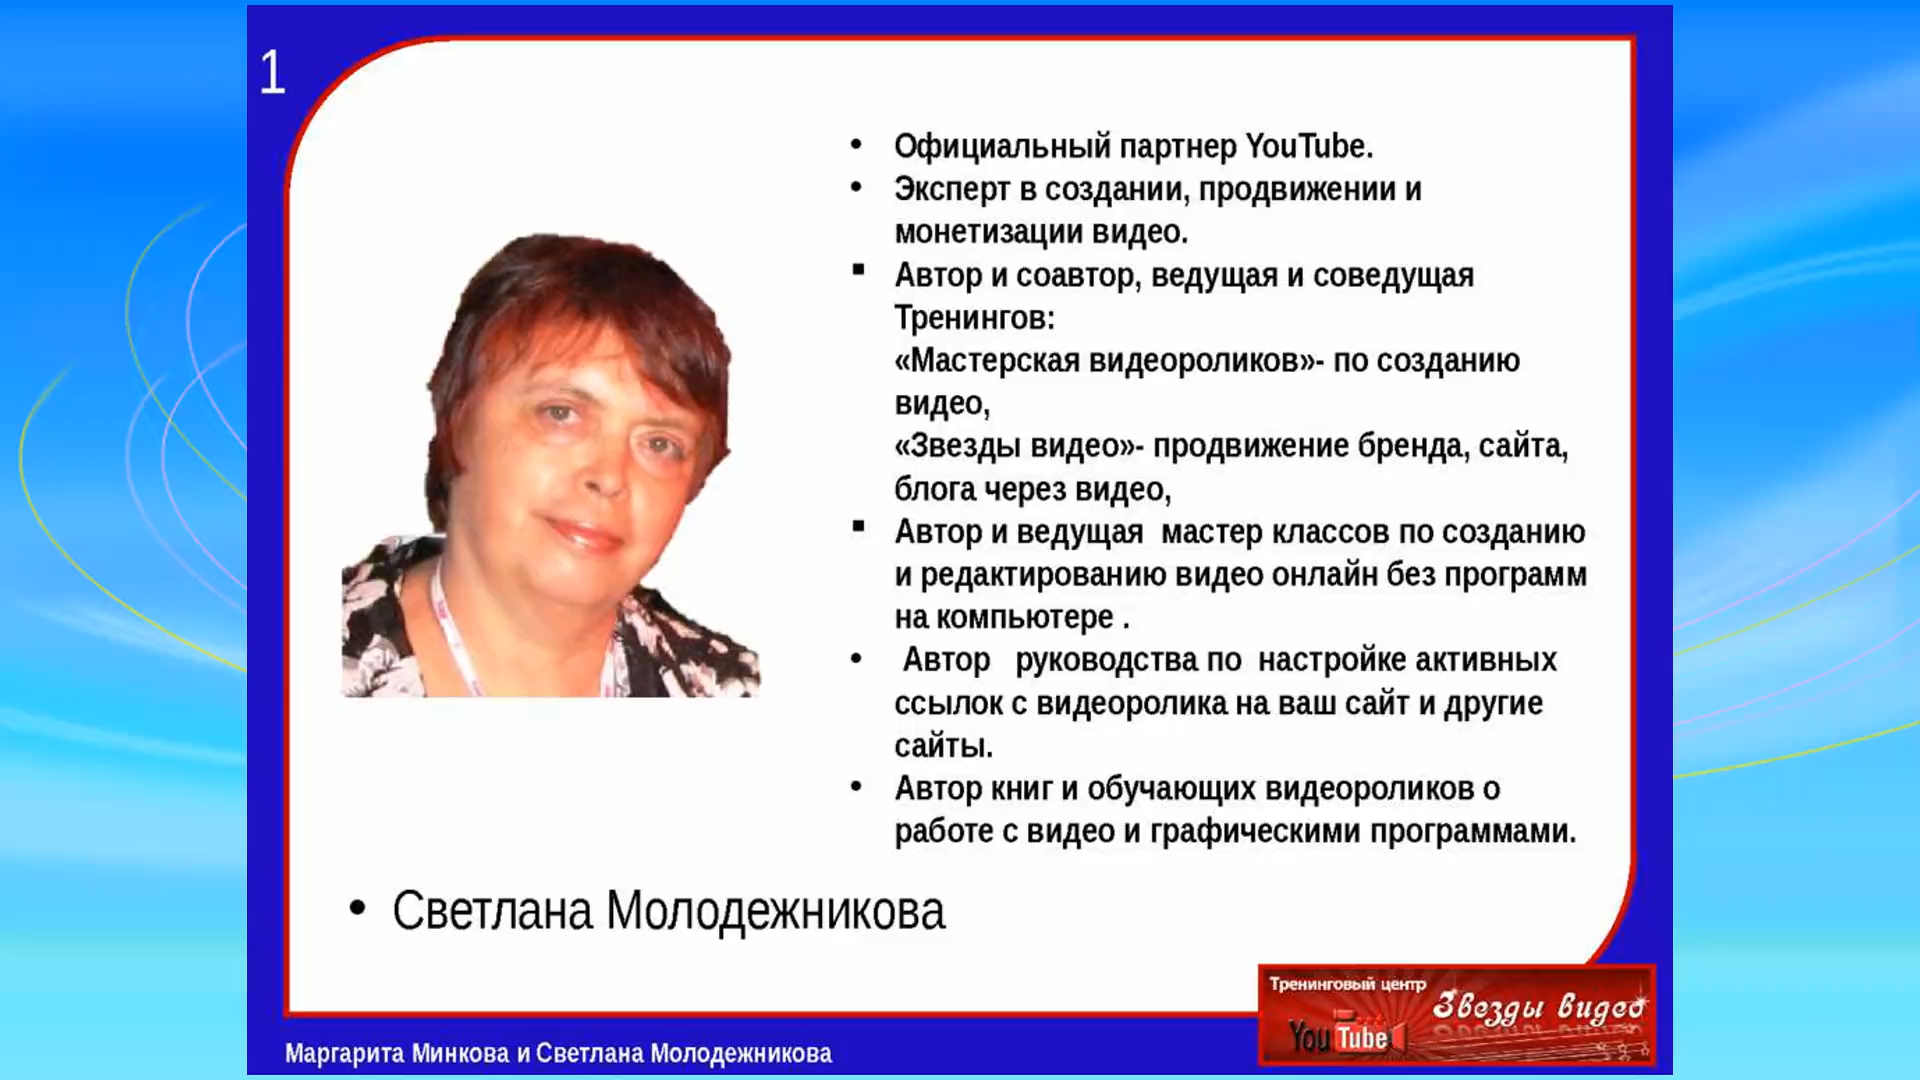 1
• Официальный партнер YouTube.
• Эксперт в создании, продвижении и
монетизации видео.
▪ Автор и соавтор, ведущая и соведущая
Тренингов:
«Мастерская видеороликов»- по созданию
видео,
«Звезды видео»- продвижение бренда, сайта,
блога через видео,
▪ Автор и ведущая  мастер классов по созданию
и редактированию видео онлайн без программ
на компьютере .
•  Автор   руководства по  настройке активных
ссылок с видеоролика на ваш сайт и другие
сайты.
• Автор книг и обучающих видеороликов о
работе с видео и графическими программами.
• Светлана Молодежникова
Тренинговый центр
Звезды видео
YouTube
Маргарита Минкова и Светлана Молодежникова